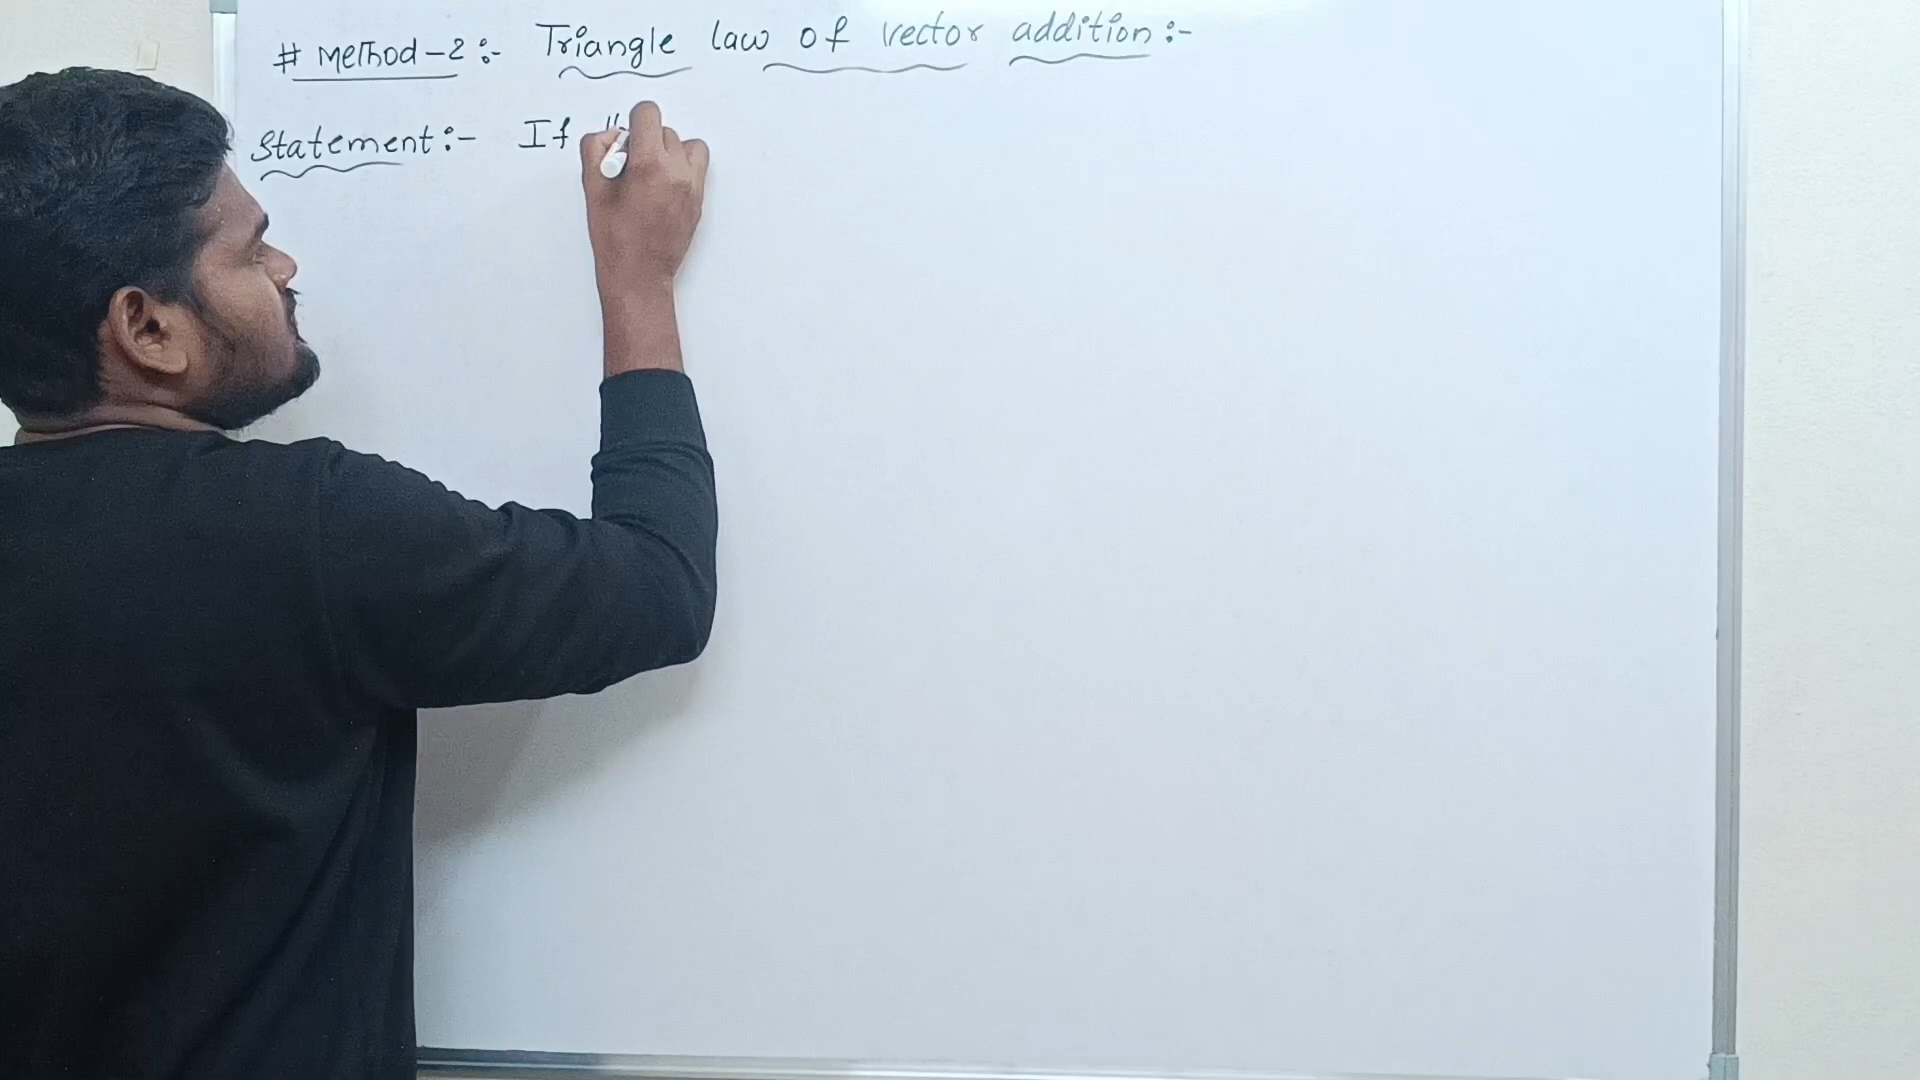 # Method-2:- Triangle law of vector addition:-
Statement:- If